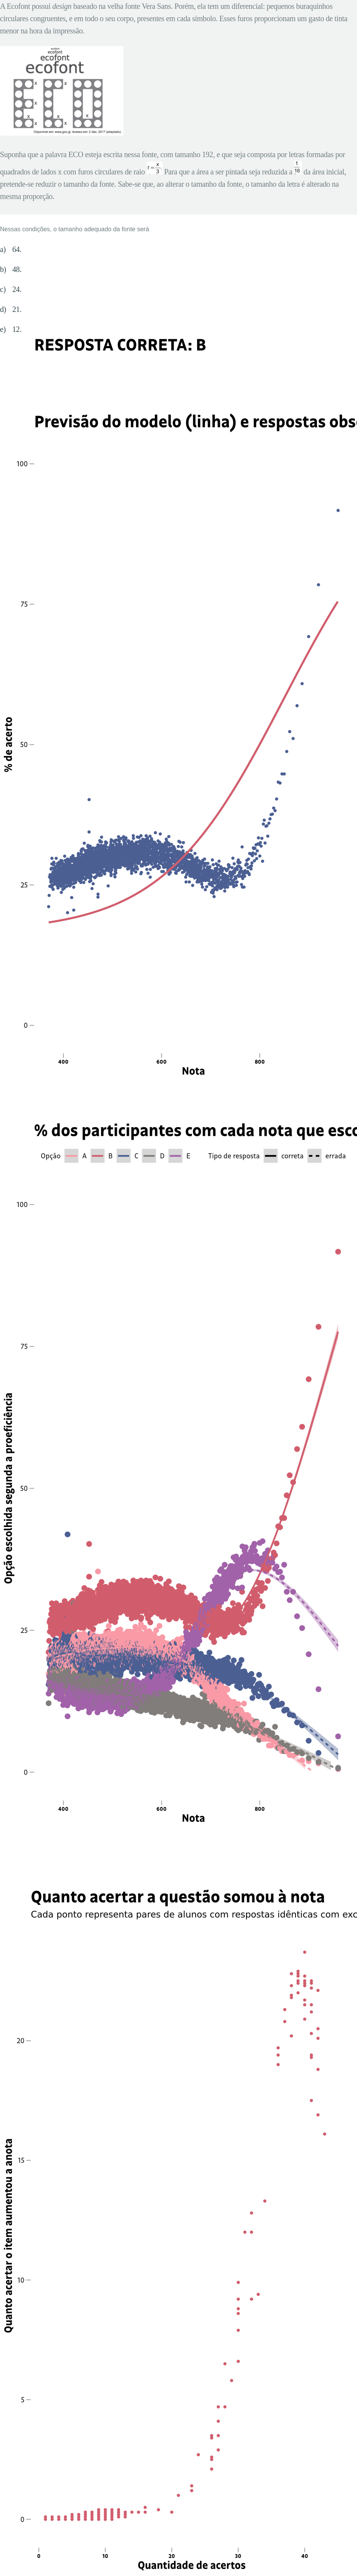 A Ecofont possui design baseado na velha fonte Vera Sans. Porém, ela tem um diferencial: pequenos buraquinhos
circulares congruentes, e em todo o seu corpo, presentes em cada símbolo. Esses furos proporcionam um gasto de tinta
menor na hora da impressão.
ecofont
ecofont
ecofont
ecofont
ECO
Suponha que a palavra ECO esteja escrita nessa fonte, com tamanho 192, e que seja composta por letras formadas por
quadrados de lados x com furos circulares de raio r = x/3 Para que a área a ser pintada seja reduzida a 1/16 da área inicial,
pretende-se reduzir o tamanho da fonte. Sabe-se que, ao alterar o tamanho da fonte, o tamanho da letra é alterado na
mesma proporção.
Nessas condições, o tamanho adequado da fonte será
a) 64.
b) 48.
c) 24.
d) 21.
e) 12.
RESPOSTA CORRETA: B
Previsão do modelo (linha) e respostas obs
100
75
50
25
0
% de acerto
400 600 800
Nota
% dos participantes com cada nota que esco
Opção A B C D E Tipo de resposta correta errada
100
75
50
25
0
Opção escolhida segunda a proeficiência
400 600 800
Nota
Quanto acertar a questão somou à nota
Cada ponto representa pares de alunos com respostas idênticas com exc
20
15
10
5
0
Quanto acertar o item aumentou a anota
0 10 20 30 40
Quantidade de acertos